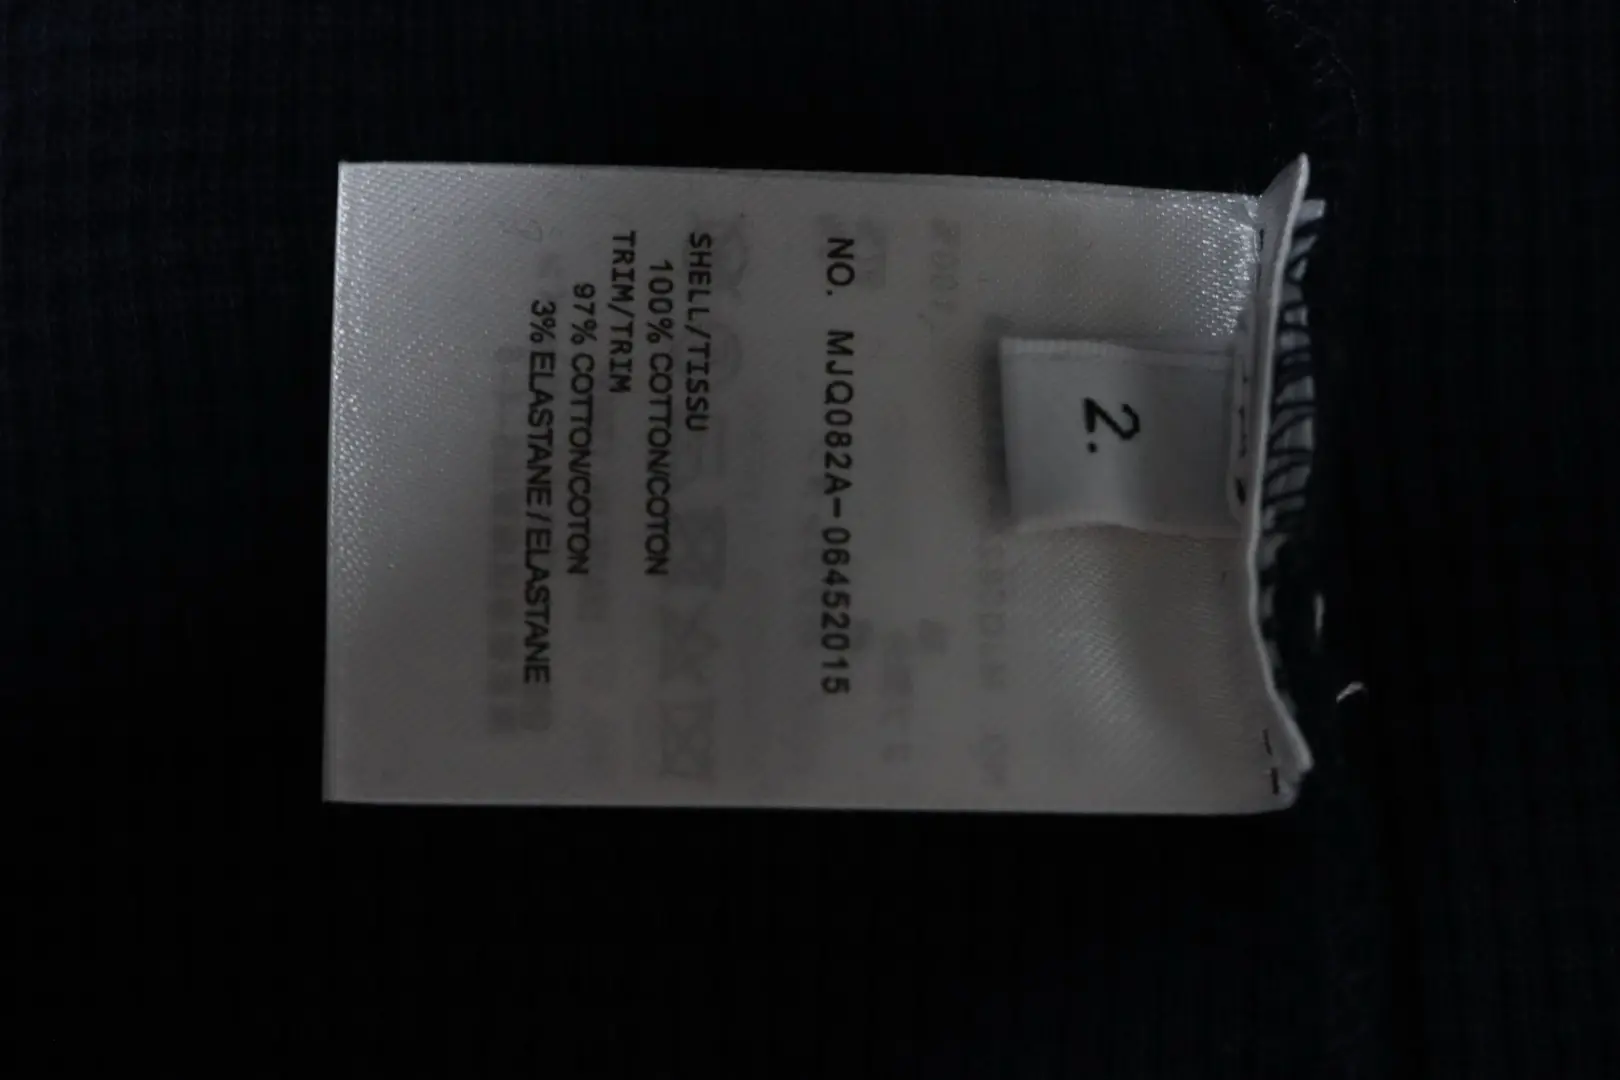 2.
NO. MJQ082A-06452015
SHELL/TISSU
100% COTTON/COTON
TRIM/TRIM
97% COTTON/COTON
3% ELASTANE/ELASTANE